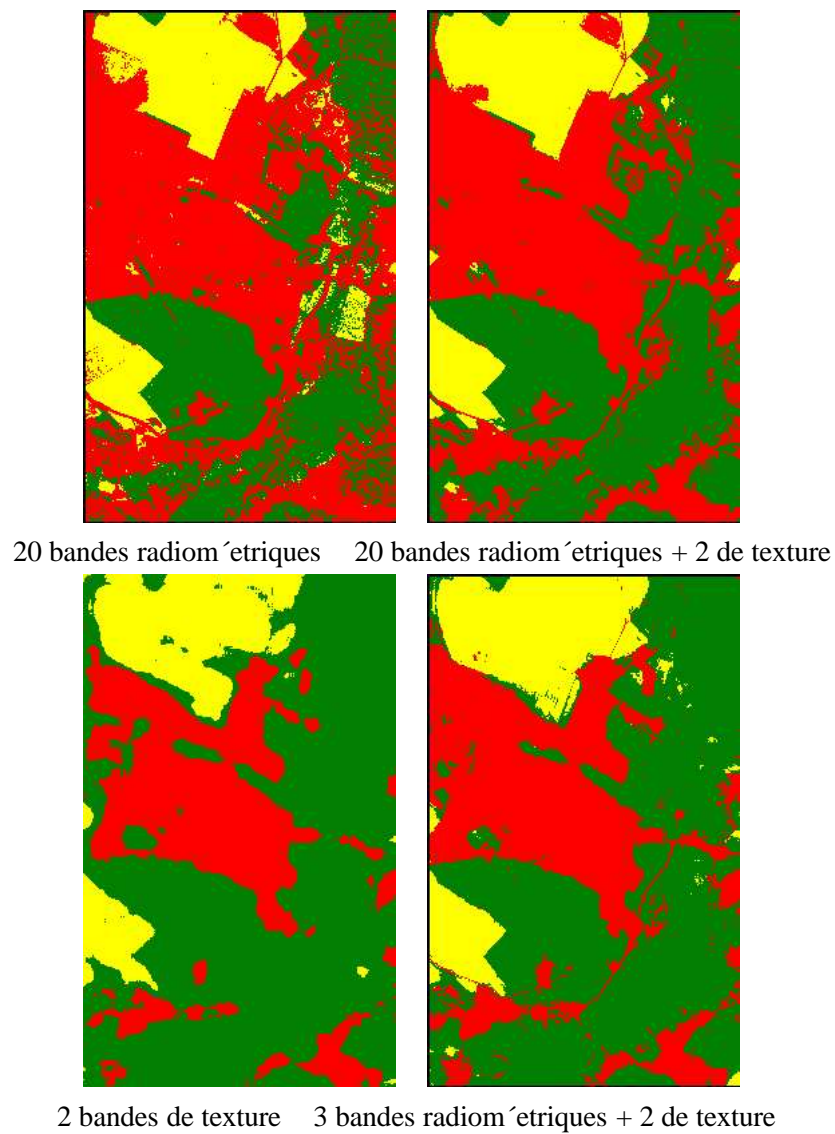 20 bandes radiom´etriques 20 bandes radiom´etriques + 2 de texture
2 bandes de texture 3 bandes radiom´etriques + 2 de texture